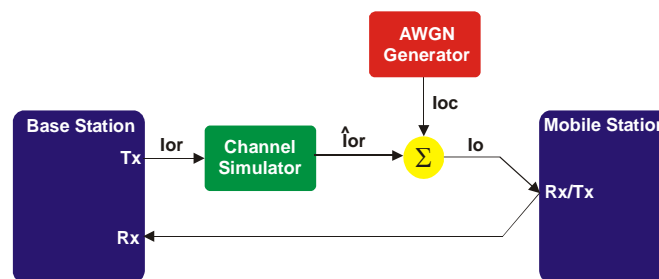 AWGN
Generator
Ioc
Base Station
Mobile Station
Ior
Channel
Simulator
Îor
Σ
Io
Tx
Rx/Tx
Rx